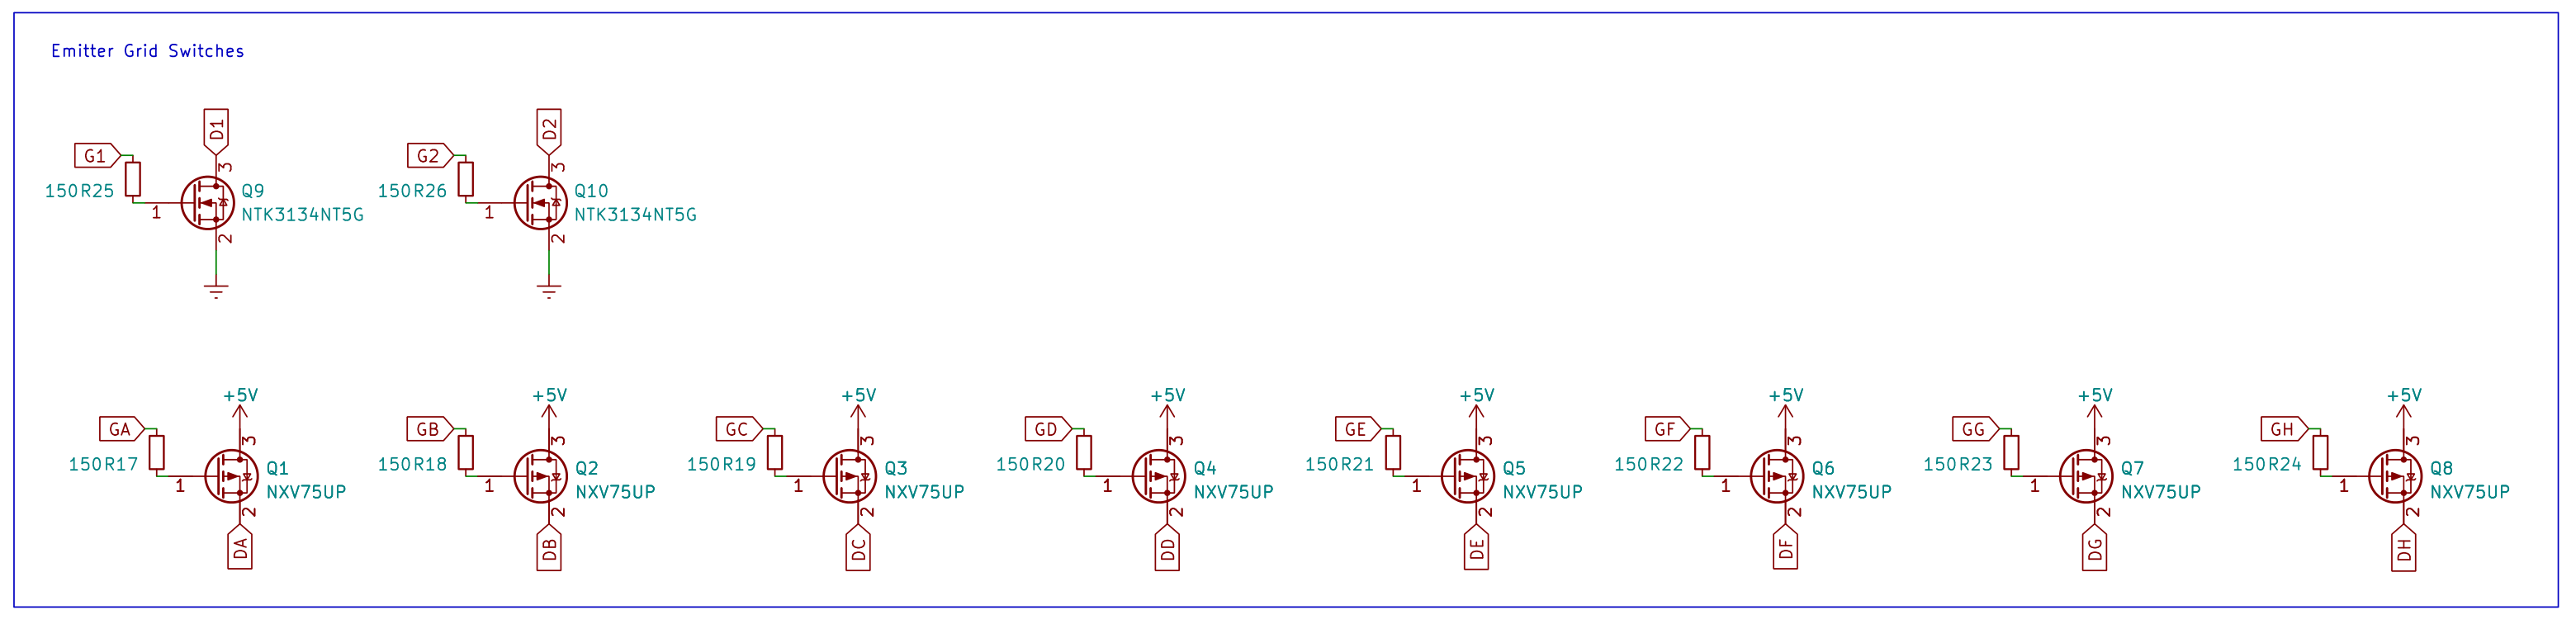 Emitter Grid Switches
D1
D2
G1
3
G2
3
150 R25
Q9
150 R26
Q10
1
NTK3134NT5G
1
NTK3134NT5G
2
2
+5V
+5V
+5V
+5V
+5V
+5V
+5V
+5V
GA
3
GB
3
GC
3
GD
3
GE
3
GF
3
GG
3
GH
3
150 R17
Q1
150 R18
Q2
150 R19
Q3
150 R20
Q4
150 R21
Q5
150 R22
Q6
150 R23
Q7
150 R24
Q8
1
NXV75UP
1
NXV75UP
1
NXV75UP
1
NXV75UP
1
NXV75UP
1
NXV75UP
1
NXV75UP
1
NXV75UP
2
2
2
2
2
2
2
2
DA
DB
DC
DD
DE
DF
DG
DH